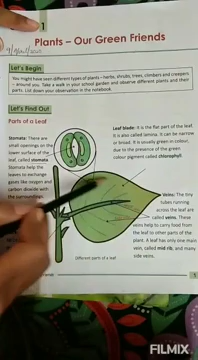 1
Plants – Our Green Friends
Let's Begin
You might have seen different types of plants – herbs, shrubs, trees, climbers and creepers
– around you. Take a walk in your school garden and observe different plants and their
parts. List down your observation in the notebook.
Let's Find Out
Parts of a Leaf
Stomata: There are
small openings on the
lower surface of the
leaf, called stomata
Stomata help the
leaves to exchange
gases like oxygen and
carbon dioxide with
the surroundings.
Leaf blade: It is the flat part of the leaf.
It is also called lamina. It can be narrow
or broad. It is usually green in colour,
due to the presence of the green
colour pigment called chlorophyll
Veins: The tiny
tubes running
across the leaf are
called veins. These
veins help to carry food from
the leaf to other parts of the
plant. A leaf has only one main
vein, called mid rib, and many
side veins.
Different parts of a leaf
FILMIX